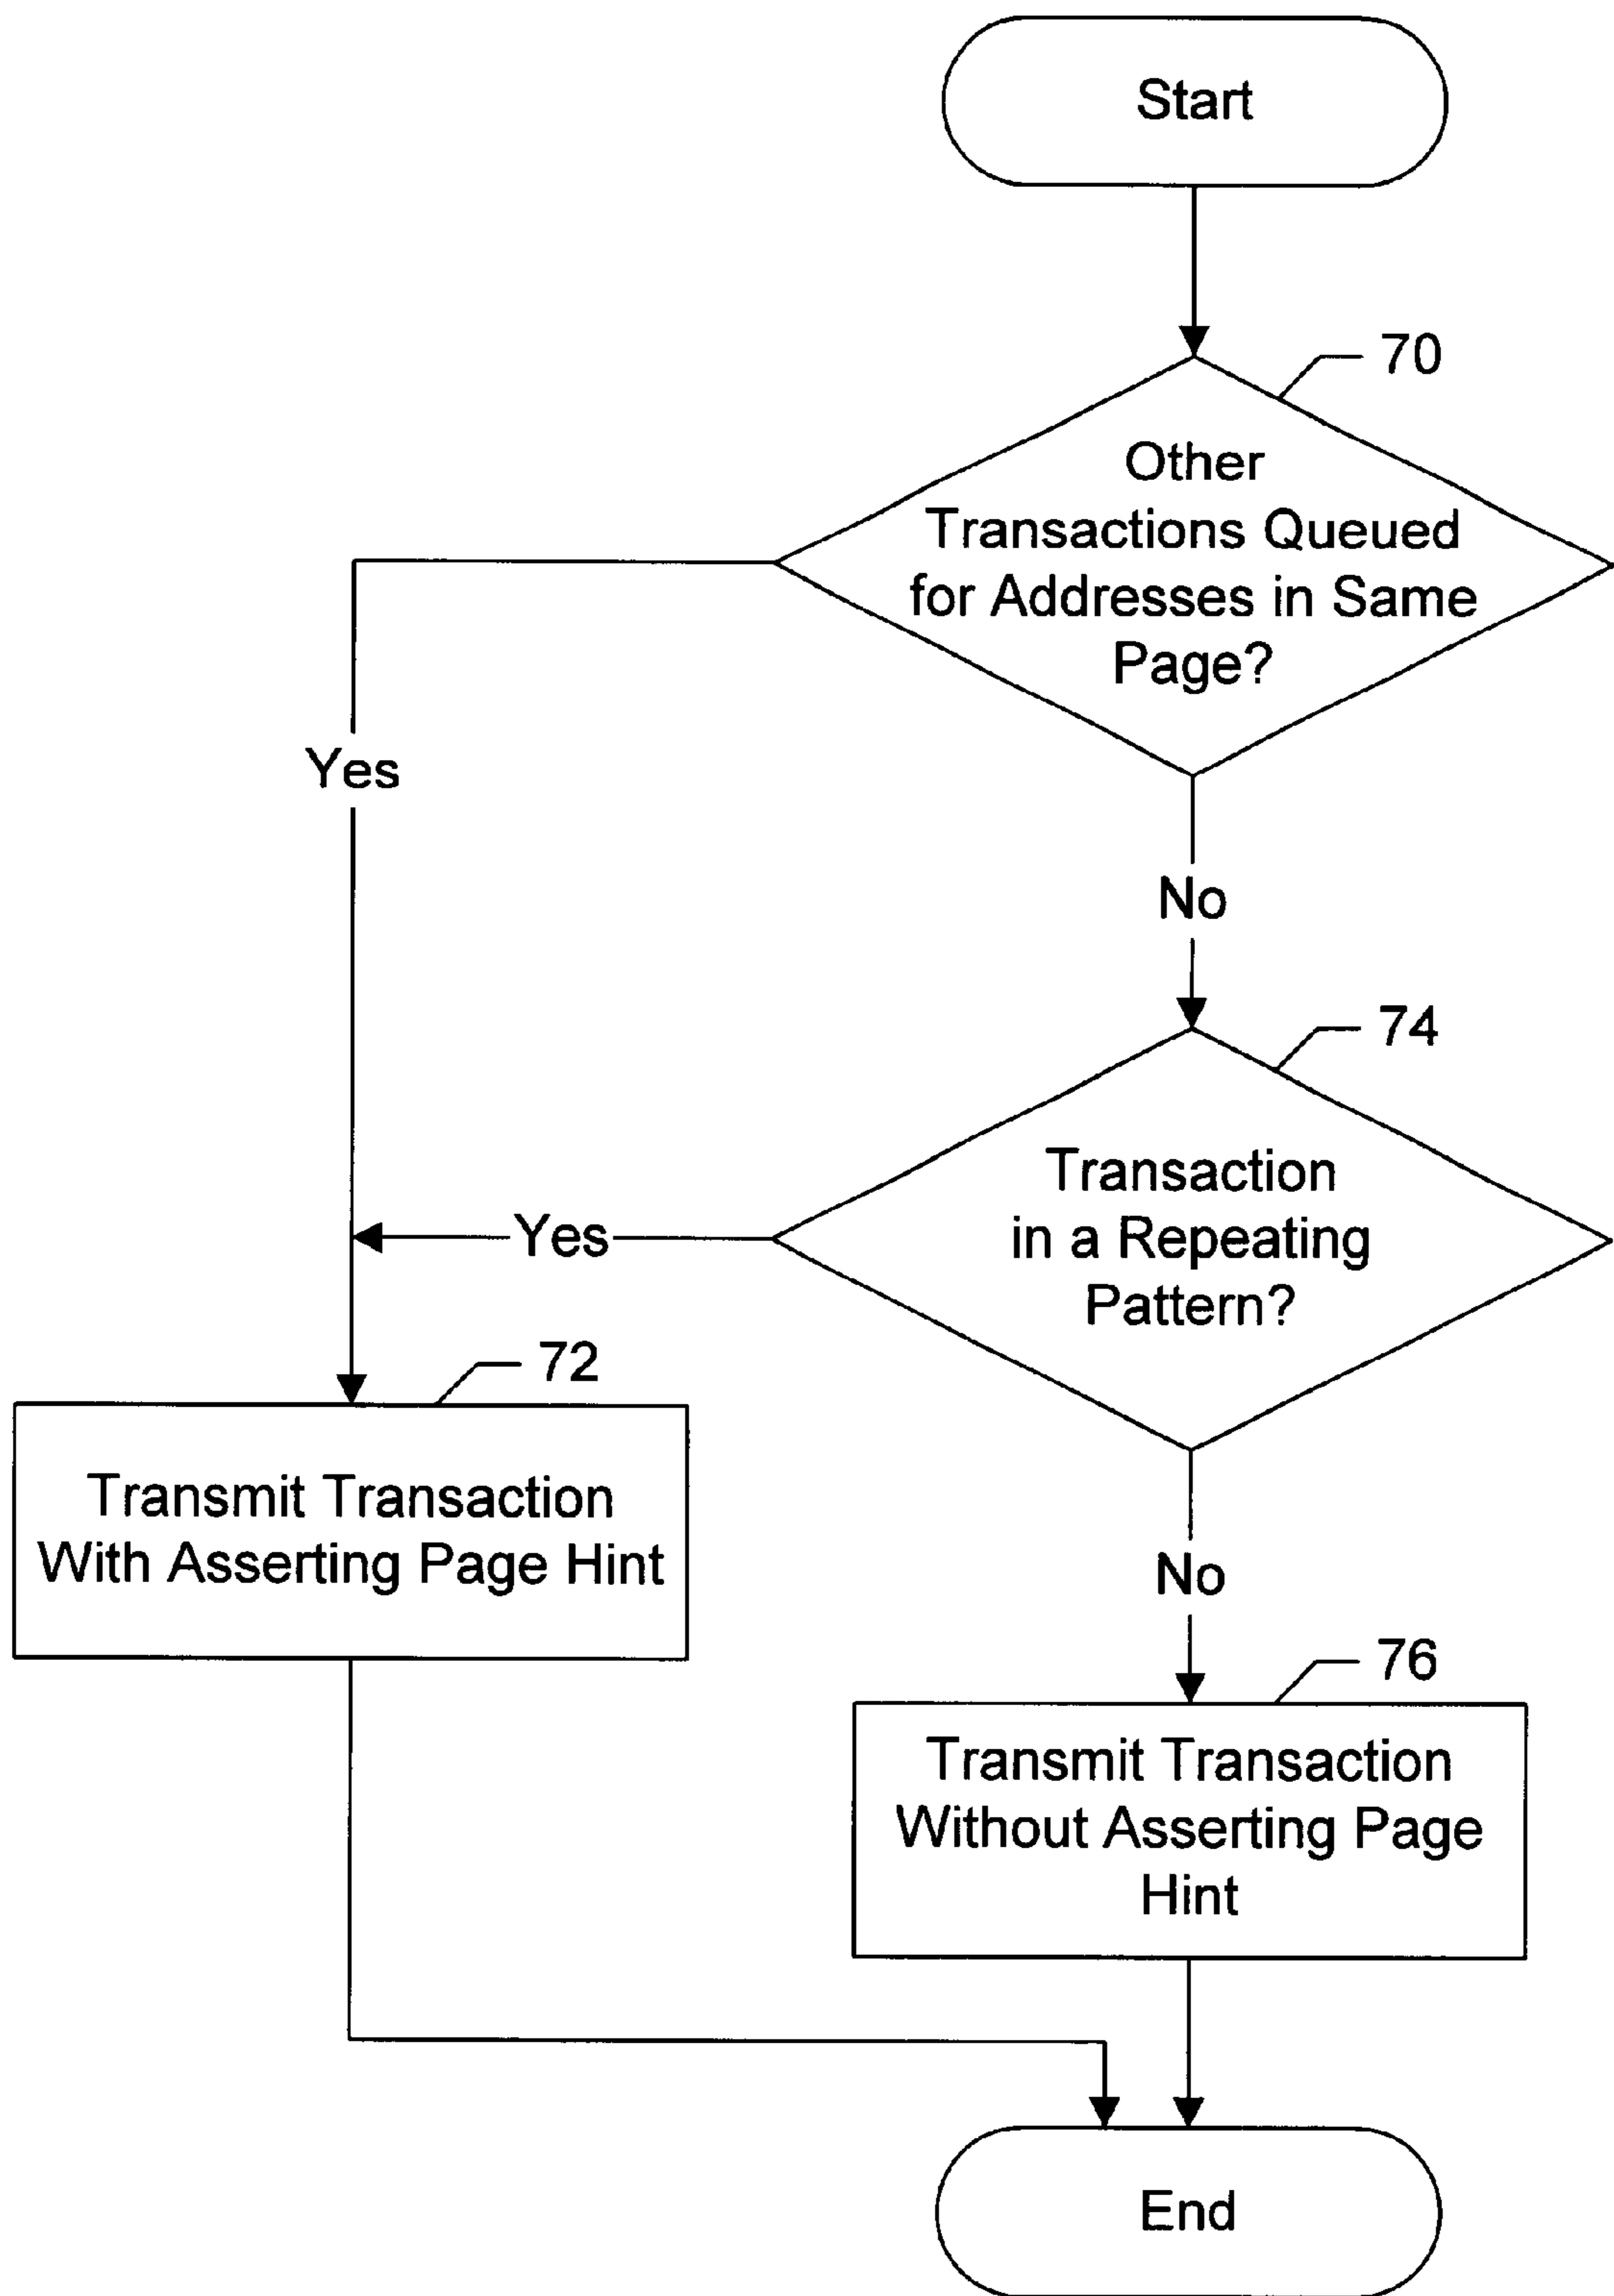 Start
70
Other
Transactions Queued
for Addresses in Same
Page?
Yes
No
74
Transaction
in a Repeating
Pattern?
Yes
72
Transmit Transaction
With Asserting Page Hint
No
76
Transmit Transaction
Without Asserting Page
Hint
End